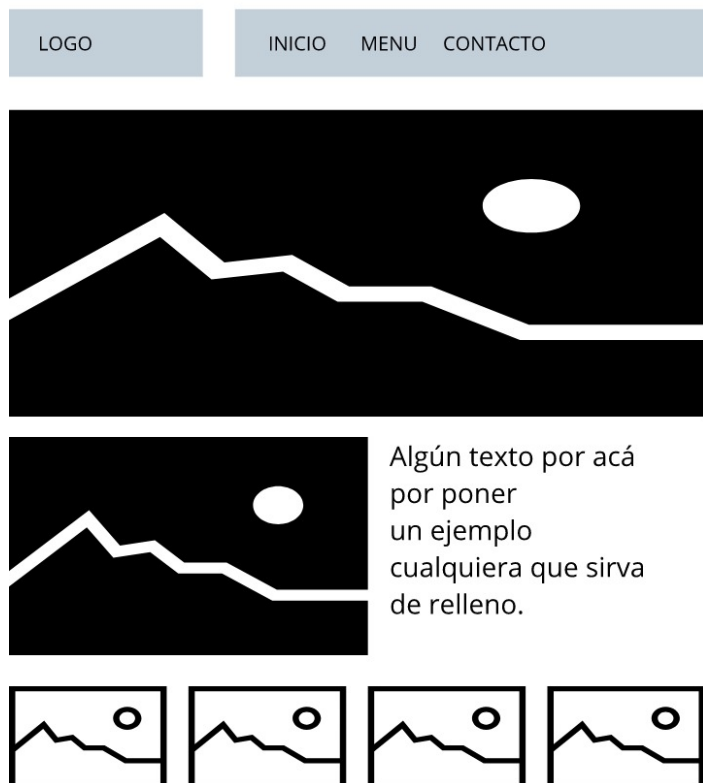 LOGO
INICIO MENU CONTACTO
Algún texto por acá
por poner
un ejemplo
cualquiera que sirva
de relleno.